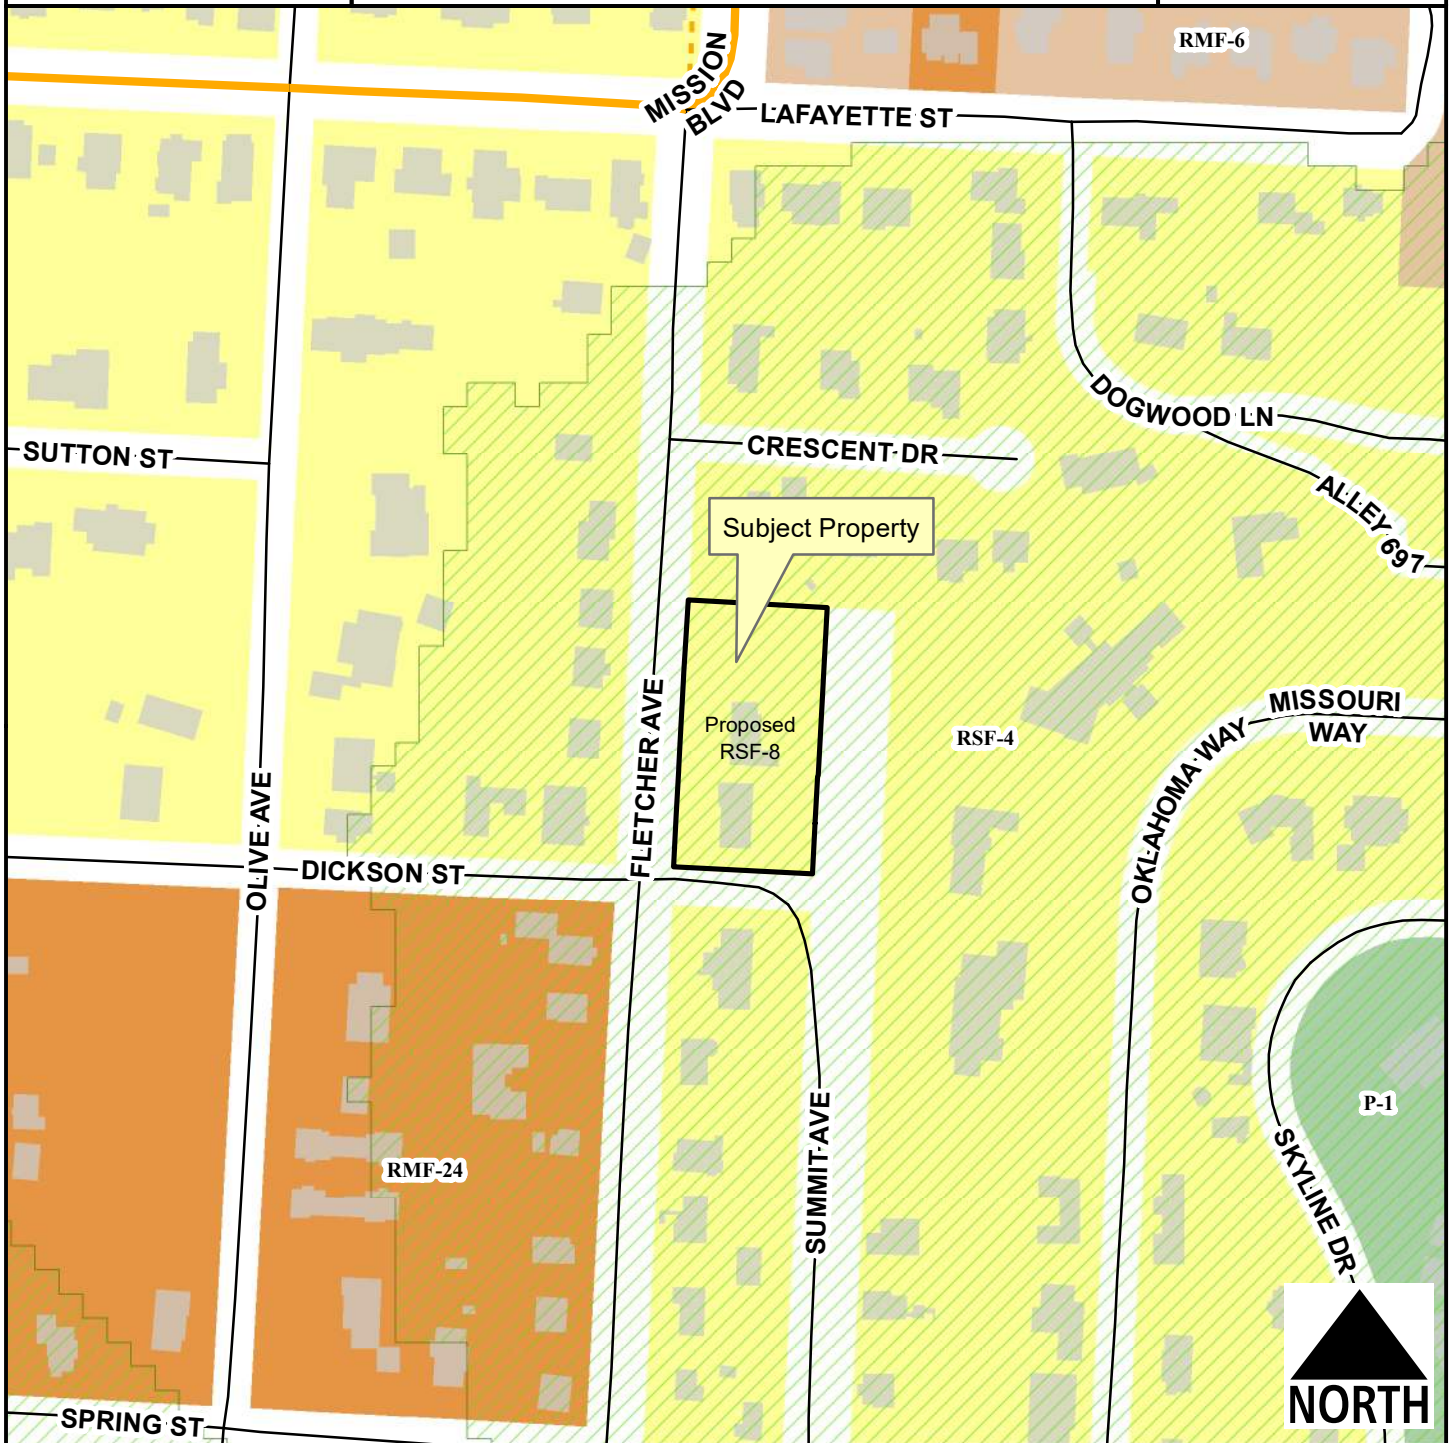 RMF-6
MISSION
BLVD
LAFAYETTE ST
DOGWOOD LN
CRESCENT DR
SUTTON ST
ALLEY 697
Subject Property
FLETCHER AVE
Proposed
RSF-8
RSF-4
MISSOURI
WAY
OKLAHOMA WAY
OLIVE AVE
DICKSON ST
P-1
SUMMIT AVE
RMF-24
SKYLINE DR
NORTH
SPRING ST